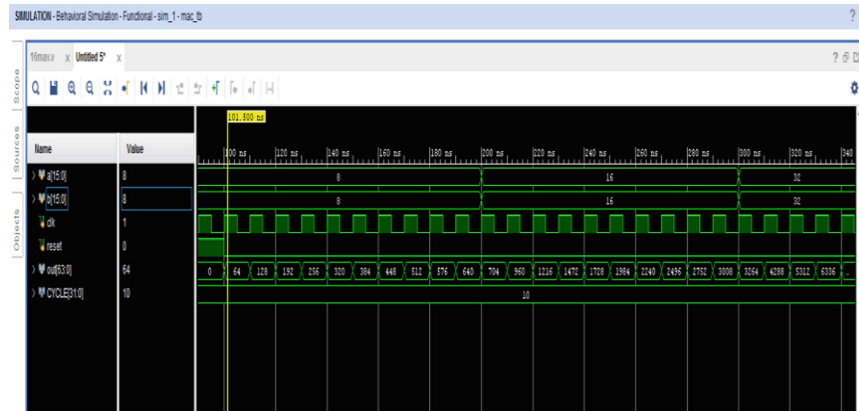 SIMULATION - Behavioral Simulation - Functional - sim_1 - mac_tb ?
16mav.v x Untitled 5* x ?
Scope
Sources
Objects
101.500 ns
Name Value
100 ns 120 ns 140 ns 160 ns 180 ns 200 ns 220 ns 240 ns 260 ns 280 ns 300 ns 320 ns 340
a[15:0] 8 8 16 32
b[15:0] 8 8 16 32
clk 1
reset 0
out[63:0] 64 0 64 128 192 256 320 384 448 512 576 640 704 960 1216 1472 1728 1984 2240 2496 2752 3008 3264 4288 5312 6336 ..
CYCLE[31:0] 10 10